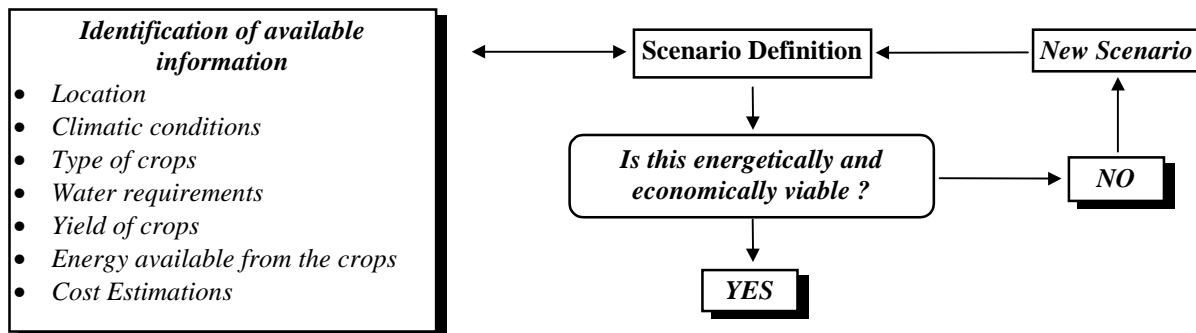 Identification of available
information
• Location
• Climatic conditions
• Type of crops
• Water requirements
• Yield of crops
• Energy available from the crops
• Cost Estimations
Scenario Definition
New Scenario
Is this energetically and
economically viable ?
NO
YES